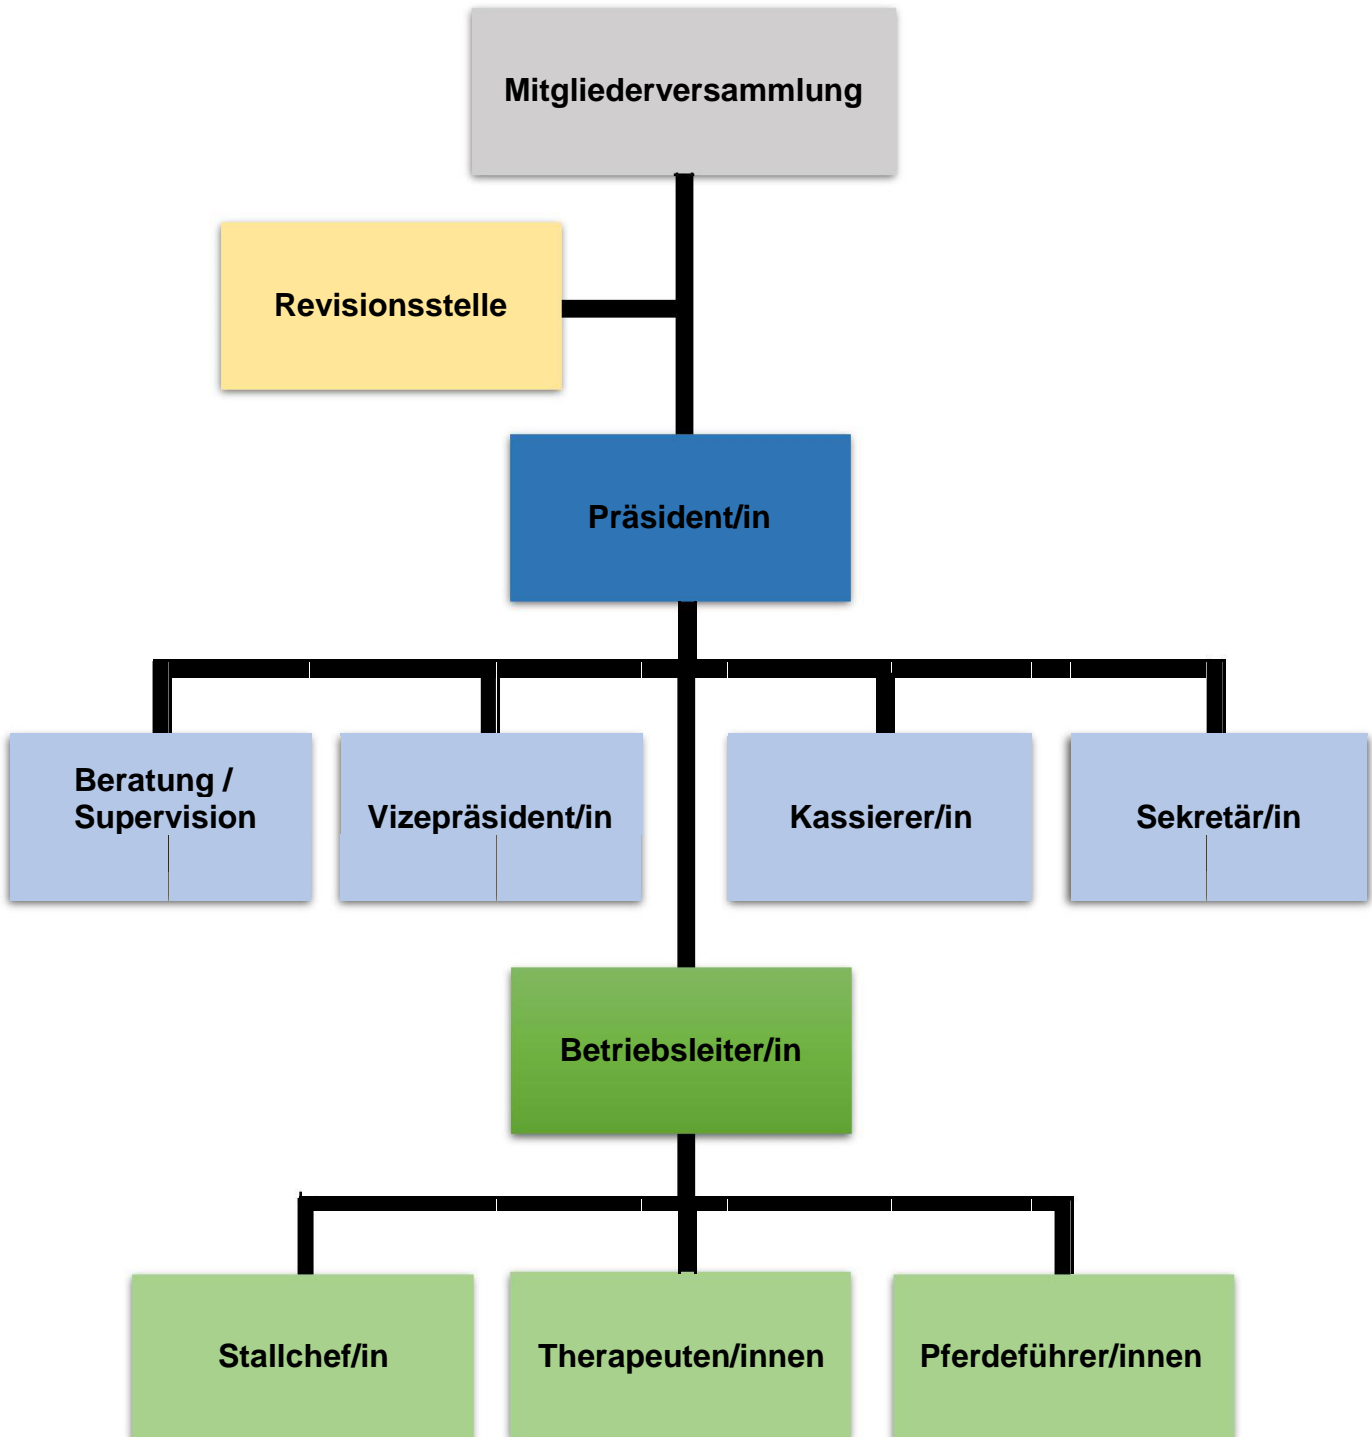 Mitgliederversammlung
Revisionsstelle
Präsident/in
Beratung /
Supervision
Vizepräsident/in
Kassierer/in
Sekretär/in
Betriebsleiter/in
Stallchef/in
Therapeuten/innen
Pferdeführer/innen